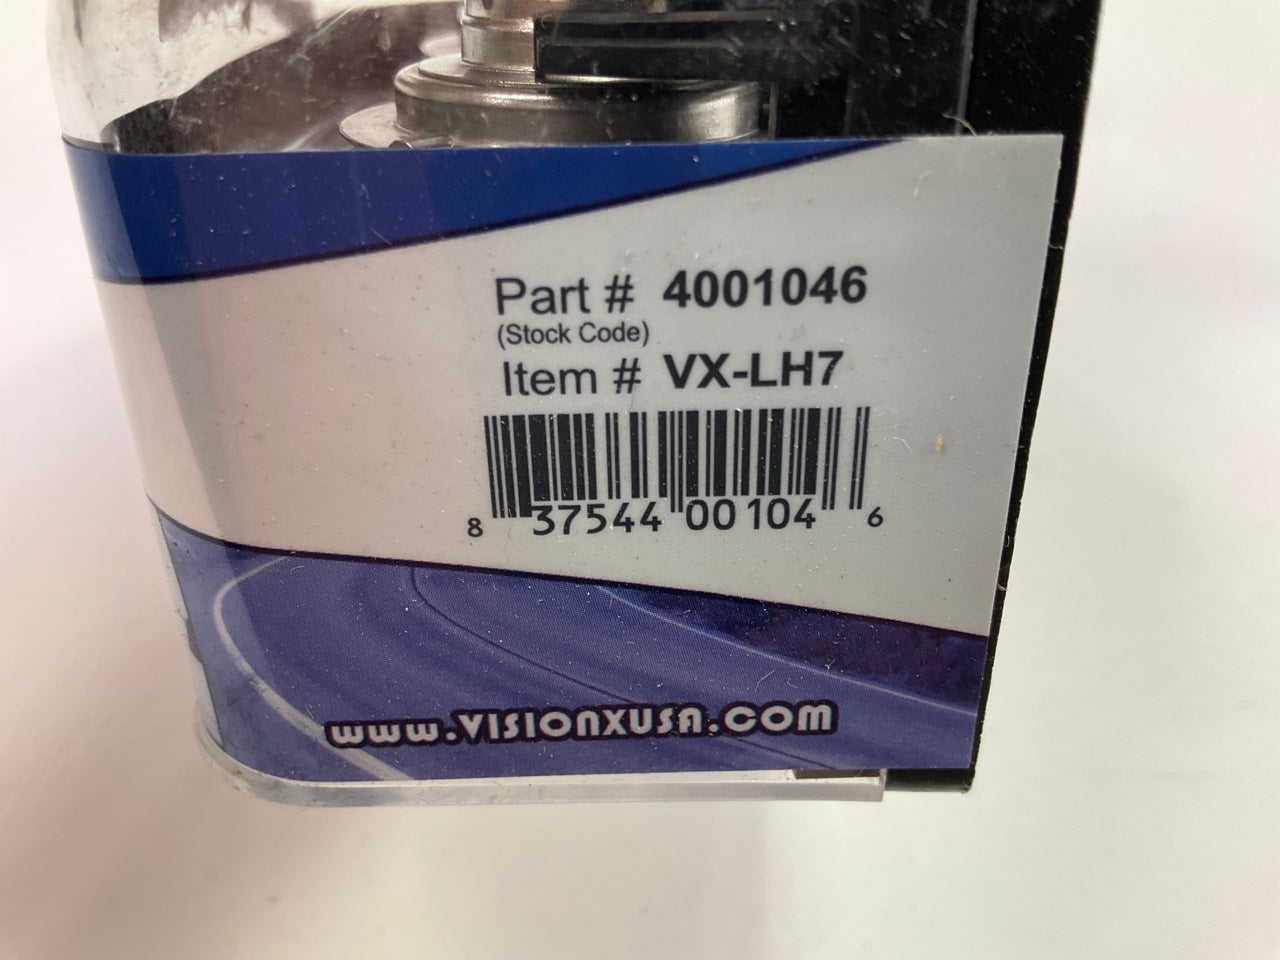 Part # 4001046
(Stock Code)
Item # VX-LH7
8 37544 00104 6
www.VISIONXUSA.COM